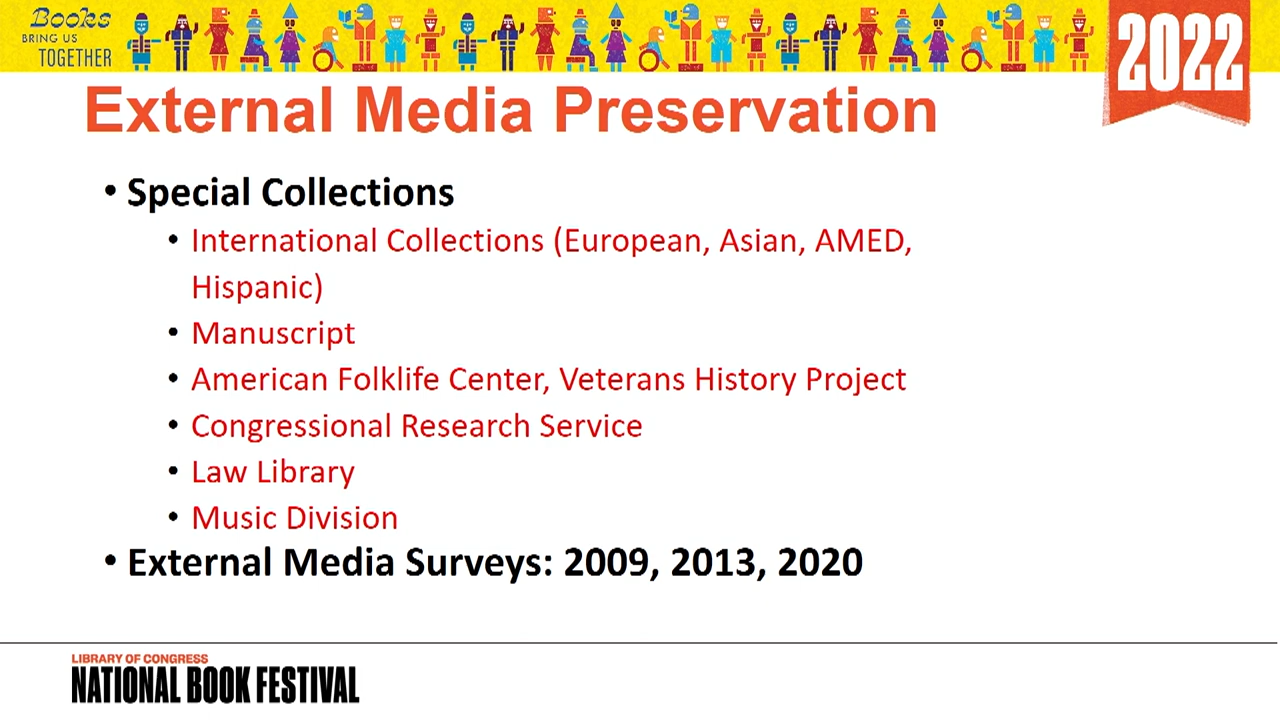 Books
BRING US
TOGETHER
2022
External Media Preservation
• Special Collections
• International Collections (European, Asian, AMED,
Hispanic)
• Manuscript
• American Folklife Center, Veterans History Project
• Congressional Research Service
• Law Library
• Music Division
• External Media Surveys: 2009, 2013, 2020
LIBRARY OF CONGRESS
NATIONAL BOOK FESTIVAL